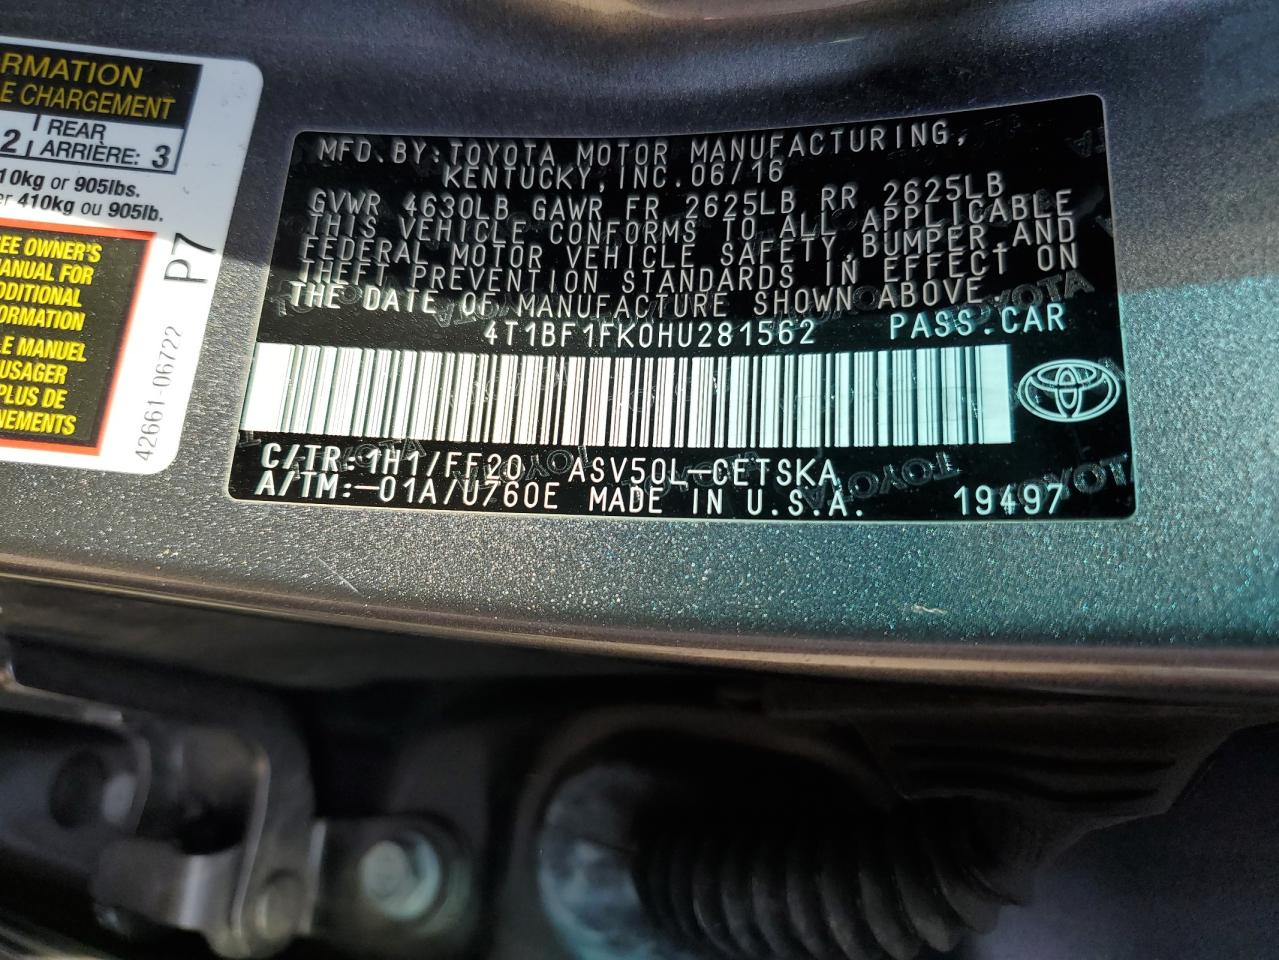 RMATION
E CHARGEMENT
2 REAR
ARRIÈRE: 3
10kg or 905lbs.
er 410kg ou 905lb.
EE OWNER'S
MANUAL FOR
DDITIONAL
FORMATION
LE MANUEL
'USAGER
PLUS DE
NEMENTS
P7
42661-06722
MFD.BY:TOYOTA MOTOR MANUFACTURING,
KENTUCKY,INC.06/16
GVWR 4630LB GAWR FR 2625LB RR 2625LB
THIS VEHICLE CONFORMS TO ALL APPLICABLE
FEDERAL MOTOR VEHICLE SAFETY,BUMPER,AND
THEFT PREVENTION STANDARDS IN EFFECT ON
THE DATE OF MANUFACTURE SHOWN ABOVE.
4T1BF1FK0HU281562 PASS.CAR
C/TR:1H1/FF20 ASV50L-CETSKA
A/TM:-01A/U760E MADE IN U.S.A. 19497